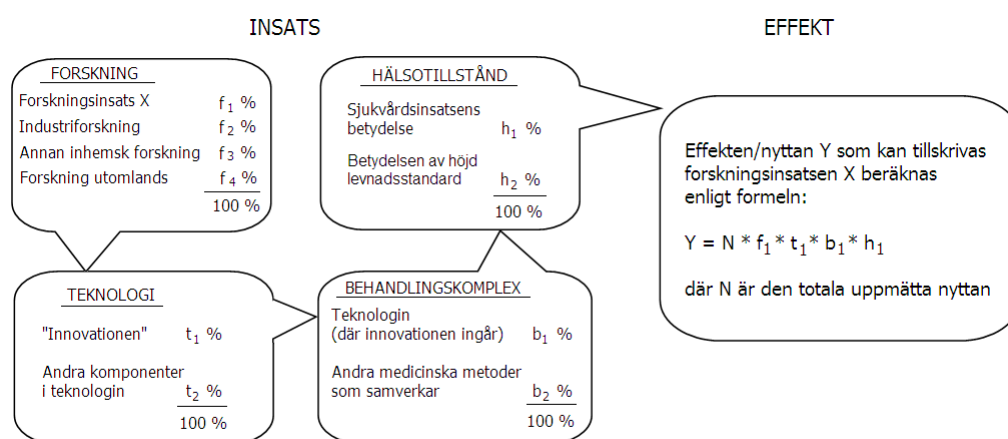 INSATS
EFFEKT
FORSKNING
Forskningsinsats X f₁ %
Industriforskning f₂ %
Annan inhemsk forskning f₃ %
Forskning utomlands f₄ %
100 %
TEKNOLOGI
"Innovationen" t₁ %
Andra komponenter
i teknologin t₂ %
100 %
BEHANDLINGSKOMPLEX
Teknologin
(där innovationen ingår) b₁ %
Andra medicinska metoder
som samverkar b₂ %
100 %
HÄLSOTILLSTÅND
Sjukvårdsinsatsens
betydelse h₁ %
Betydelsen av höjd
levnadsstandard h₂ %
100 %
Effekten/nyttan Y som kan tillskrivas
forskningsinsatsen X beräknas
enligt formeln:
Y = N * f₁ * t₁ * b₁ * h₁
där N är den totala uppmätta nyttan